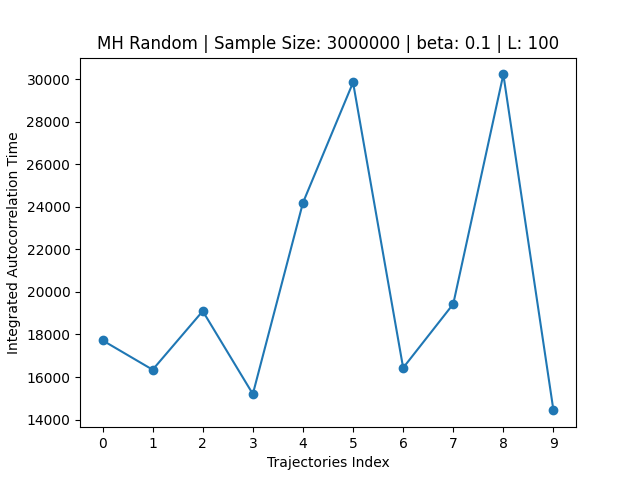 MH Random | Sample Size: 3000000 | beta: 0.1 | L: 100
Integrated Autocorrelation Time
30000
28000
26000
24000
22000
20000
18000
16000
14000
0 1 2 3 4 5 6 7 8 9
Trajectories Index